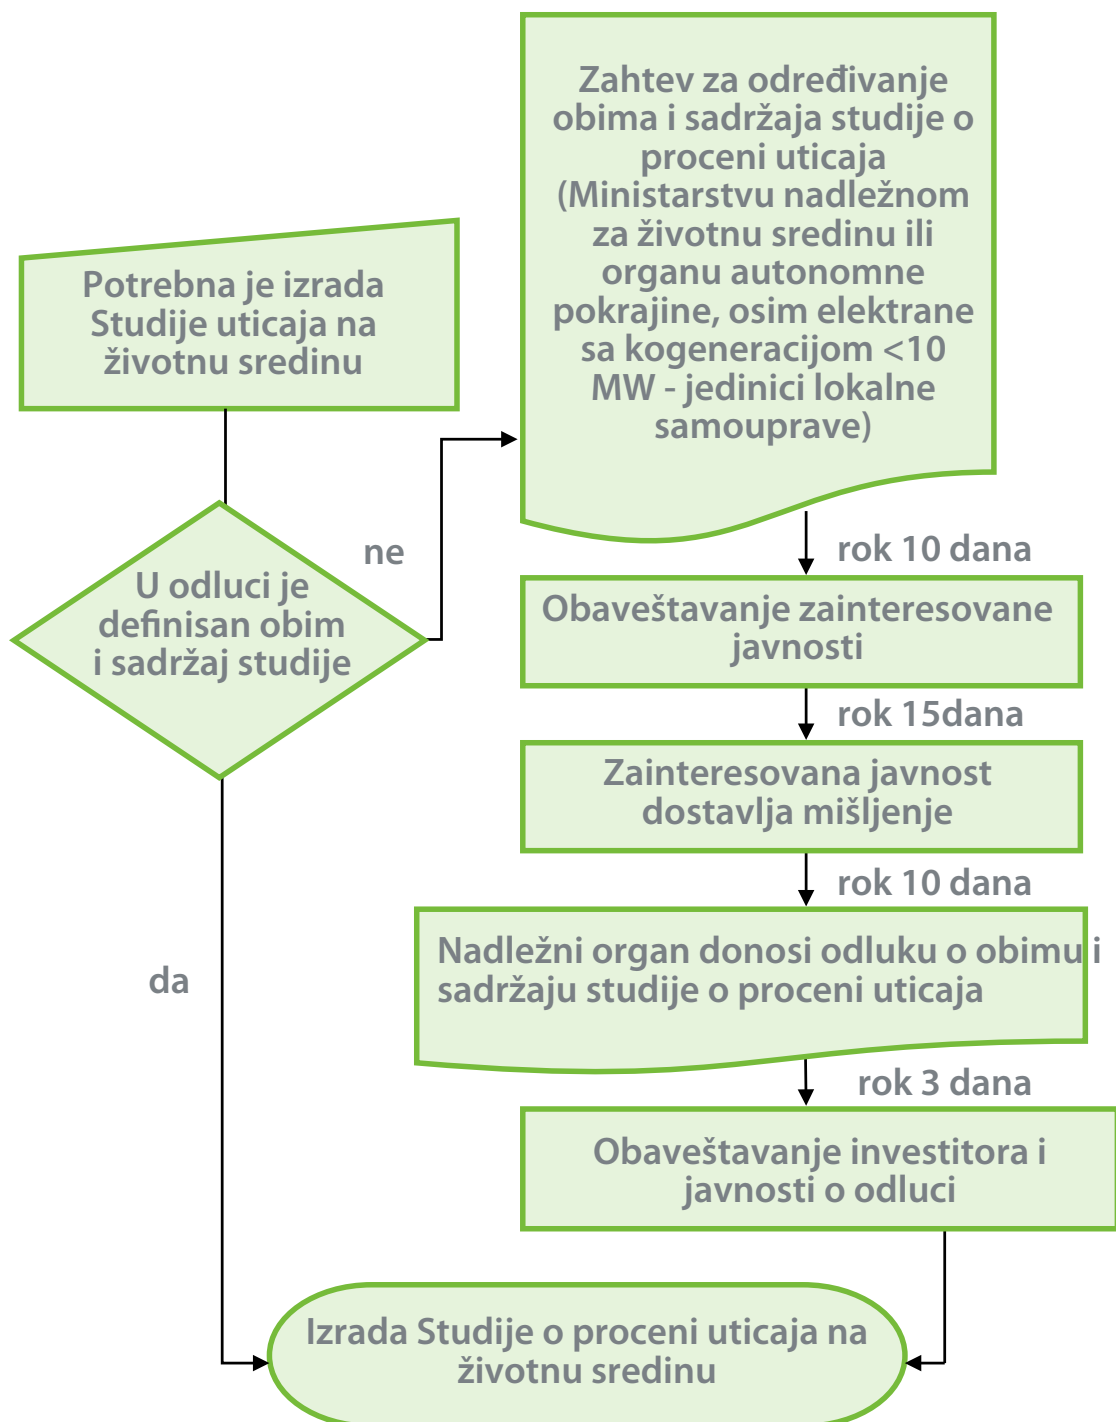 Potrebna je izrada
Studije uticaja na
životnu sredinu
U odluci je
definisan obim
i sadržaj studije
ne
da
Zahtev za određivanje
obima i sadržaja studije o
proceni uticaja
(Ministarstvu nadležnom
za životnu sredinu ili
organu autonomne
pokrajine, osim elektrane
sa kogeneracijom <10
MW - jedinici lokalne
samouprave)
rok 10 dana
Obaveštavanje zainteresovane
javnosti
rok 15dana
Zainteresovana javnost
dostavlja mišljenje
rok 10 dana
Nadležni organ donosi odluku o obimu i
sadržaju studije o proceni uticaja
rok 3 dana
Obaveštavanje investitora i
javnosti o odluci
Izrada Studije o proceni uticaja na
životnu sredinu